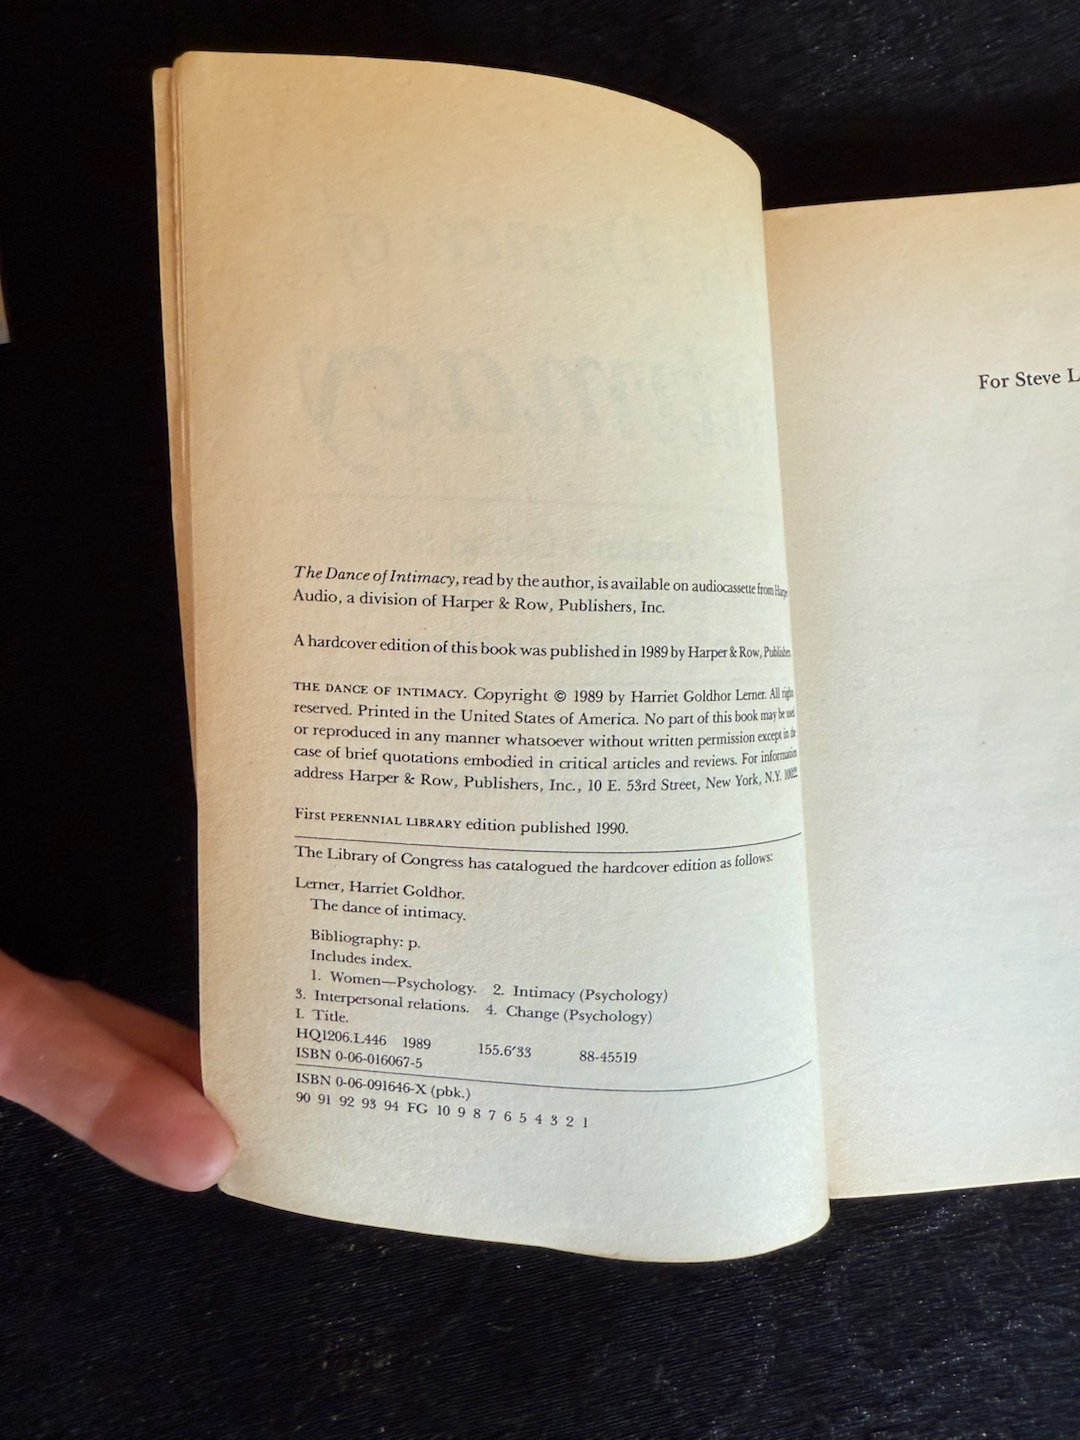 The Dance of Intimacy, read by the author, is available on audiocassette from Harper
Audio, a division of Harper & Row, Publishers, Inc.
A hardcover edition of this book was published in 1989 by Harper & Row, Publishers.
THE DANCE OF INTIMACY. Copyright © 1989 by Harriet Goldhor Lerner. All rights
reserved. Printed in the United States of America. No part of this book may be used
or reproduced in any manner whatsoever without written permission except in the
case of brief quotations embodied in critical articles and reviews. For information
address Harper & Row, Publishers, Inc., 10 E. 53rd Street, New York, N.Y. 10022.
First PERENNIAL LIBRARY edition published 1990.
The Library of Congress has catalogued the hardcover edition as follows:
Lerner, Harriet Goldhor.
The dance of intimacy.
Bibliography: p.
Includes index.
1. Women—Psychology. 2. Intimacy (Psychology)
3. Interpersonal relations. 4. Change (Psychology)
I. Title.
HQ1206.L446 1989 155.6′33 88-45519
ISBN 0-06-016067-5
ISBN 0-06-091646-X (pbk.)
90 91 92 93 94 FG 10 9 8 7 6 5 4 3 2 1
For Steve L